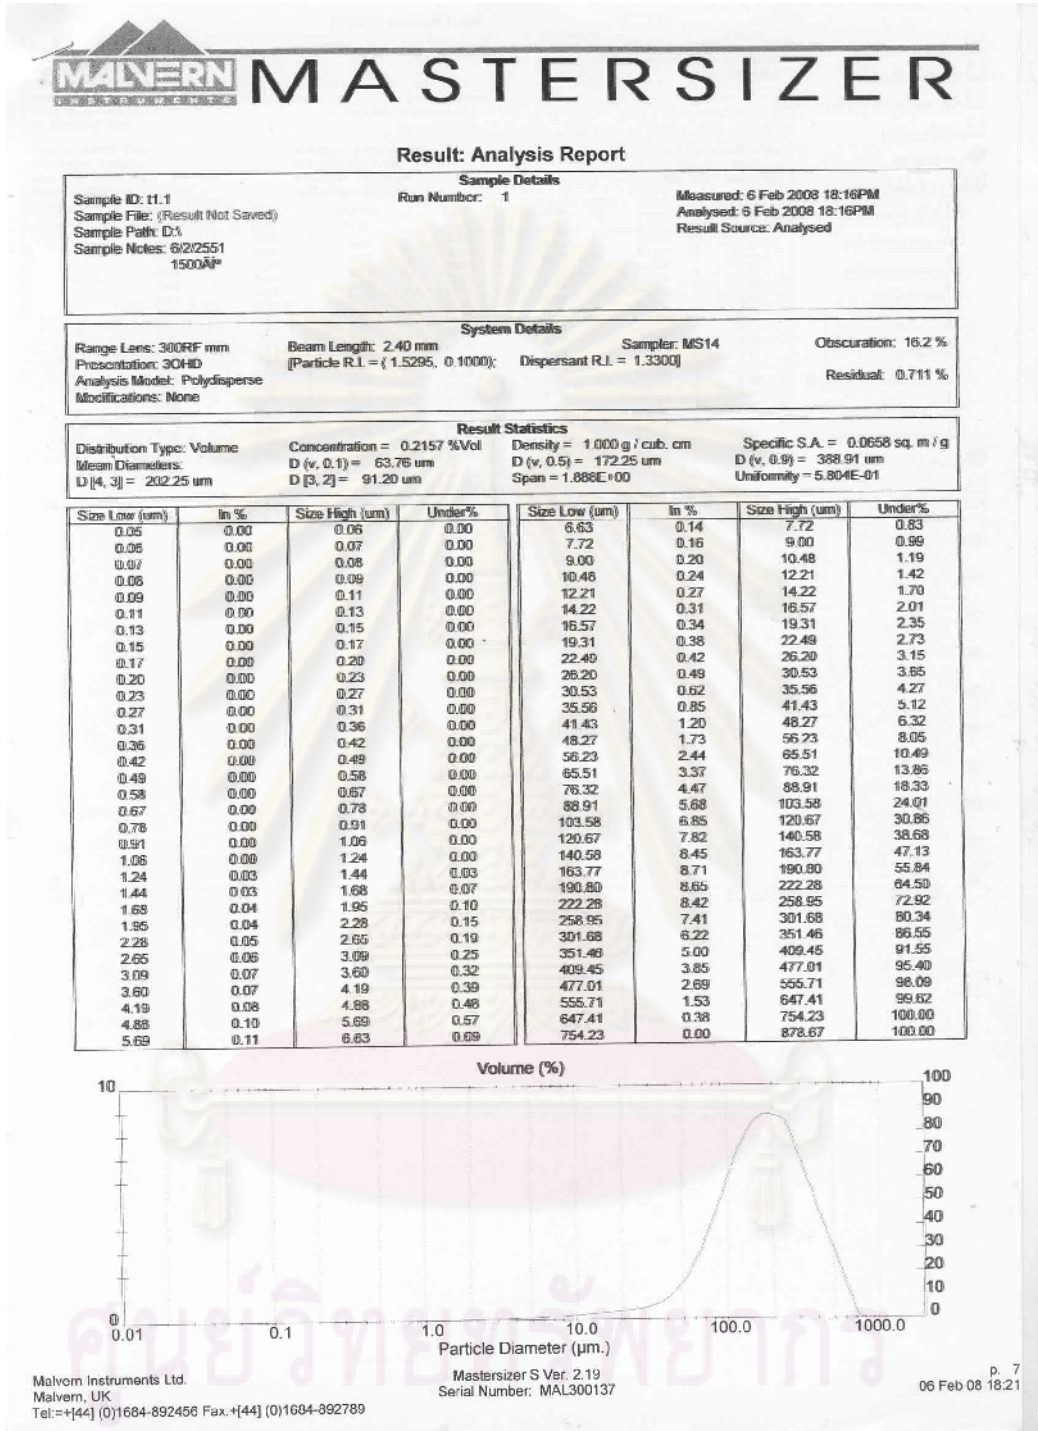 MALVERN
INSTRUMENTS
MASTERSIZER
Result: Analysis Report
Sample Details
Sample ID: t1.1 Run Number: 1 Measured: 6 Feb 2008 18:16PM
Sample File: (Result Not Saved) Analysed: 6 Feb 2008 18:16PM
Sample Path: D:\ Result Source: Analysed
Sample Notes: 6/2/2551
System Details
Range Lens: 300RF mm Beam Length: 2.40 mm Sampler: MS14 Obscuration: 16.2 %
Presentation: 3OHD [Particle R.I. = ( 1.5295, 0.1000); Dispersant R.I. = 1.3300]
Analysis Model: Polydisperse Residual: 0.711 %
Modifications: None
Result Statistics
Distribution Type: Volume Concentration = 0.2157 %Vol Density = 1.000 g / cub. cm Specific S.A. = 0.0658 sq. m / g
Mean Diameters: D (v, 0.1) = 63.76 um D (v, 0.5) = 172.25 um D (v, 0.9) = 388.91 um
D [4, 3] = 202.25 um D [3, 2] = 91.20 um Span = 1.888E+00 Uniformity = 5.804E-01
Size Low (um) In % Size High (um) Under% Size Low (um) In % Size High (um) Under%
0.05 0.00 0.06 0.00 6.63 0.14 7.72 0.83
0.06 0.00 0.07 0.00 7.72 0.16 9.00 0.99
0.07 0.00 0.08 0.00 9.00 0.20 10.48 1.19
0.08 0.00 0.09 0.00 10.48 0.24 12.21 1.42
0.09 0.00 0.11 0.00 12.21 0.27 14.22 1.70
0.11 0.00 0.13 0.00 14.22 0.31 16.57 2.01
0.13 0.00 0.15 0.00 16.57 0.34 19.31 2.35
0.15 0.00 0.17 0.00 19.31 0.38 22.49 2.73
0.17 0.00 0.20 0.00 22.49 0.42 26.20 3.15
0.20 0.00 0.23 0.00 26.20 0.49 30.53 3.65
0.23 0.00 0.27 0.00 30.53 0.62 35.56 4.27
0.27 0.00 0.31 0.00 35.56 0.85 41.43 5.12
0.31 0.00 0.36 0.00 41.43 1.20 48.27 6.32
0.36 0.00 0.42 0.00 48.27 1.73 56.23 8.05
0.42 0.00 0.49 0.00 56.23 2.44 65.51 10.49
0.49 0.00 0.58 0.00 65.51 3.37 76.32 13.86
0.58 0.00 0.67 0.00 76.32 4.47 88.91 18.33
0.67 0.00 0.78 0.00 88.91 5.68 103.58 24.01
0.78 0.00 0.91 0.00 103.58 6.85 120.67 30.86
0.91 0.00 1.06 0.00 120.67 7.82 140.58 38.68
1.06 0.00 1.24 0.00 140.58 8.45 163.77 47.13
1.24 0.03 1.44 0.03 163.77 8.71 190.80 55.84
1.44 0.03 1.68 0.07 190.80 8.65 222.28 64.50
1.68 0.04 1.95 0.10 222.28 8.42 258.95 72.92
1.95 0.04 2.28 0.15 258.95 7.41 301.68 80.34
2.28 0.05 2.65 0.19 301.68 6.22 351.46 86.55
2.65 0.06 3.09 0.25 351.46 5.00 409.45 91.55
3.09 0.07 3.60 0.32 409.45 3.85 477.01 95.40
3.60 0.07 4.19 0.39 477.01 2.69 555.71 98.09
4.19 0.08 4.88 0.48 555.71 1.53 647.41 99.62
4.88 0.10 5.69 0.57 647.41 0.38 754.23 100.00
5.69 0.11 6.63 0.69 754.23 0.00 878.67 100.00
Volume (%)
10 100
90
80
70
60
50
40
30
20
10
0 0
0.01 0.1 1.0 10.0 100.0 1000.0
Particle Diameter (µm.)
ศูนย์วิทยทรัพยากร
Malvern Instruments Ltd. Mastersizer S Ver. 2.19 p. 7
Malvern, UK Serial Number: MAL300137 06 Feb 08 18:21
Tel:=+[44] (0)1684-892456 Fax:+[44] (0)1684-892789